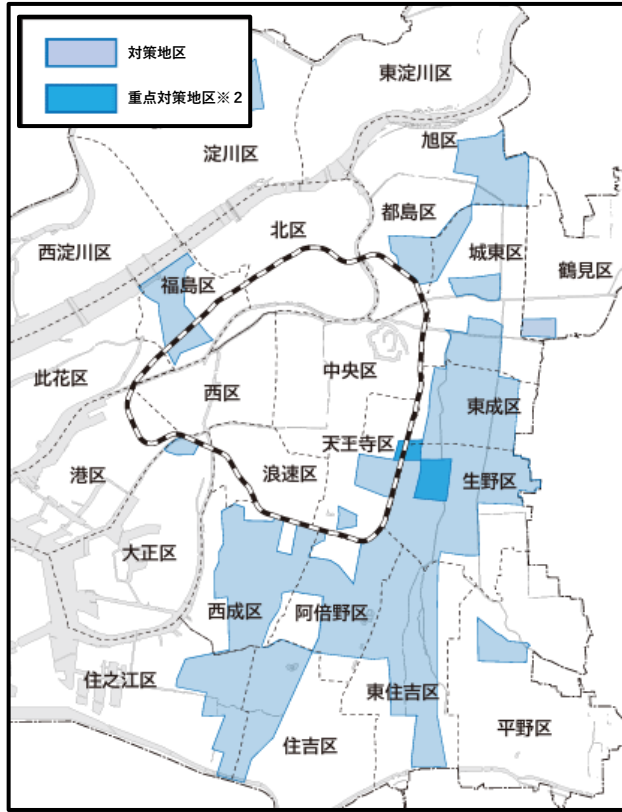 対策地区
重点対策地区※２
東淀川区
旭区
淀川区
都島区
北区
城東区
西淀川区
鶴見区
福島区
此花区
西区
中央区
東成区
天王寺区
港区
浪速区
生野区
大正区
西成区
阿倍野区
住之江区
東住吉区
平野区
住吉区